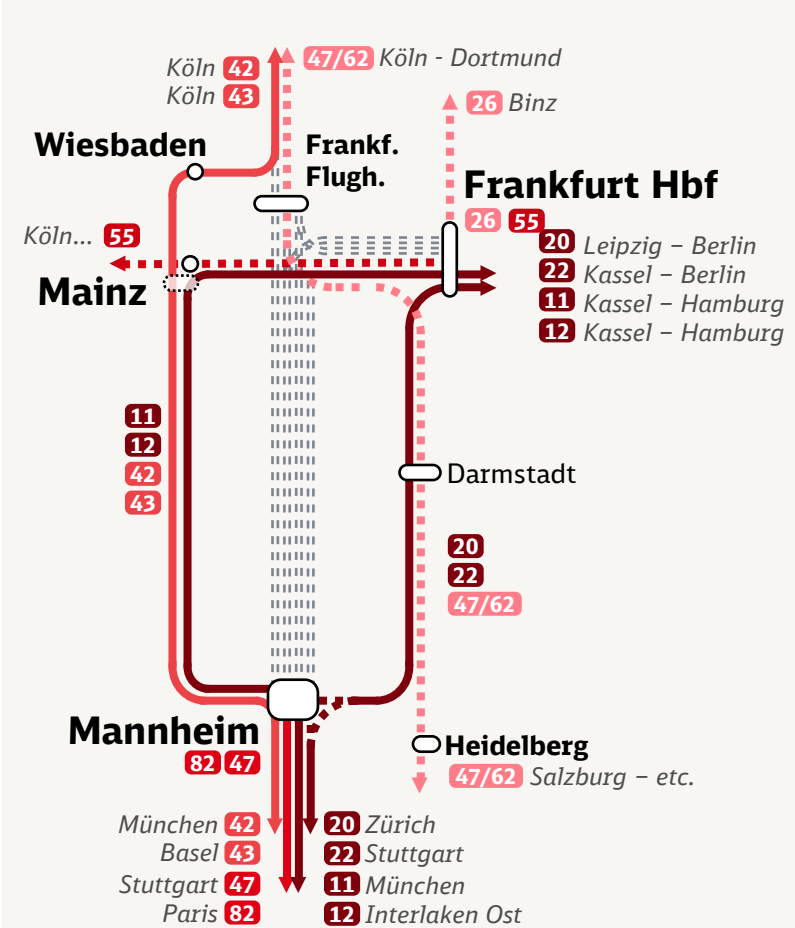 Köln 42
Köln 43
47/62 Köln - Dortmund
26 Binz
Wiesbaden
Frankf.
Flugh.
Frankfurt Hbf
26 55
Köln... 55
Mainz
20 Leipzig – Berlin
22 Kassel – Berlin
11 Kassel – Hamburg
12 Kassel – Hamburg
11
12
42
43
Darmstadt
20
22
47/62
Mannheim
82 47
Heidelberg
47/62 Salzburg – etc.
München 42
Basel 43
Stuttgart 47
Paris 82
20 Zürich
22 Stuttgart
11 München
12 Interlaken Ost